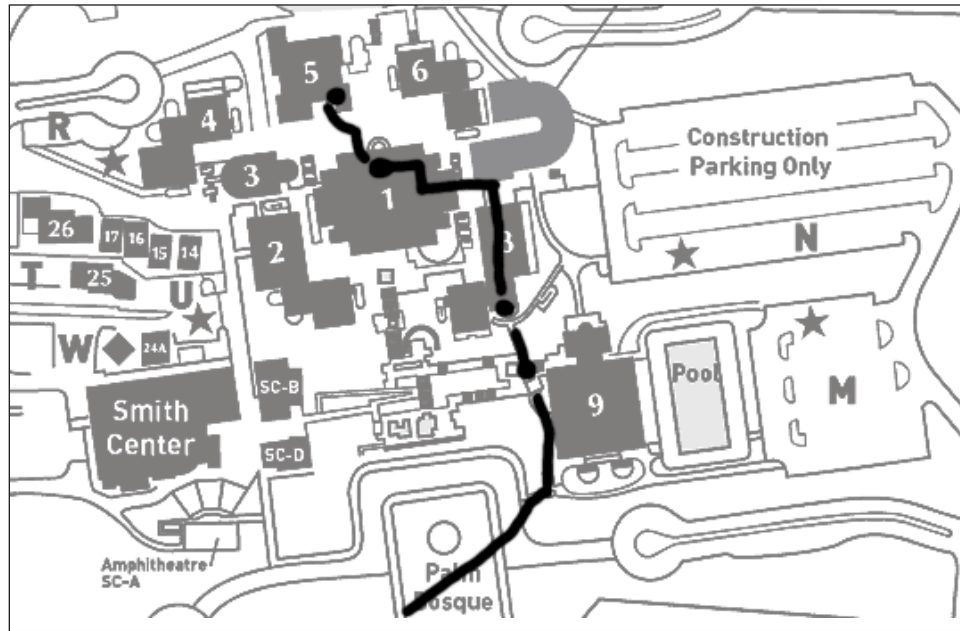 5
6
R
4
Construction
Parking Only
3
1
26
17
16
15
14
2
8
N
T
25
U
W
24A
SC-B
Pool
M
Smith
Center
9
SC-D
Amphitheatre
SC-A
Palm
Bosque